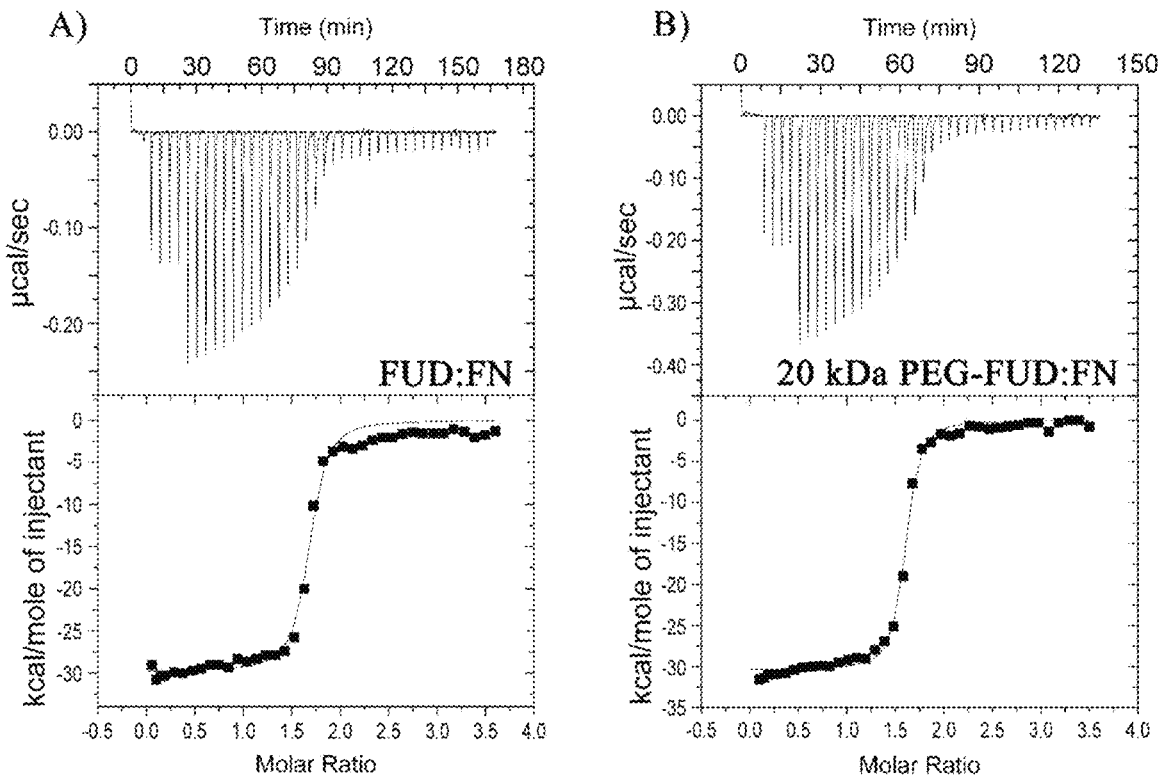 A)
Time (min)
0 30 60 90 120 150 180
0.00
-0.10
-0.20
µcal/sec
FUD:FN
0
-5
-10
-15
-20
-25
-30
kcal/mole of injectant
-0.5 0.0 0.5 1.0 1.5 2.0 2.5 3.0 3.5 4.0
Molar Ratio
B)
Time (min)
0 30 60 90 120 150
0.00
-0.10
-0.20
-0.30
-0.40
µcal/sec
20 kDa PEG-FUD:FN
0
-5
-10
-15
-20
-25
-30
-35
kcal/mole of injectant
-0.5 0.0 0.5 1.0 1.5 2.0 2.5 3.0 3.5 4.0
Molar Ratio